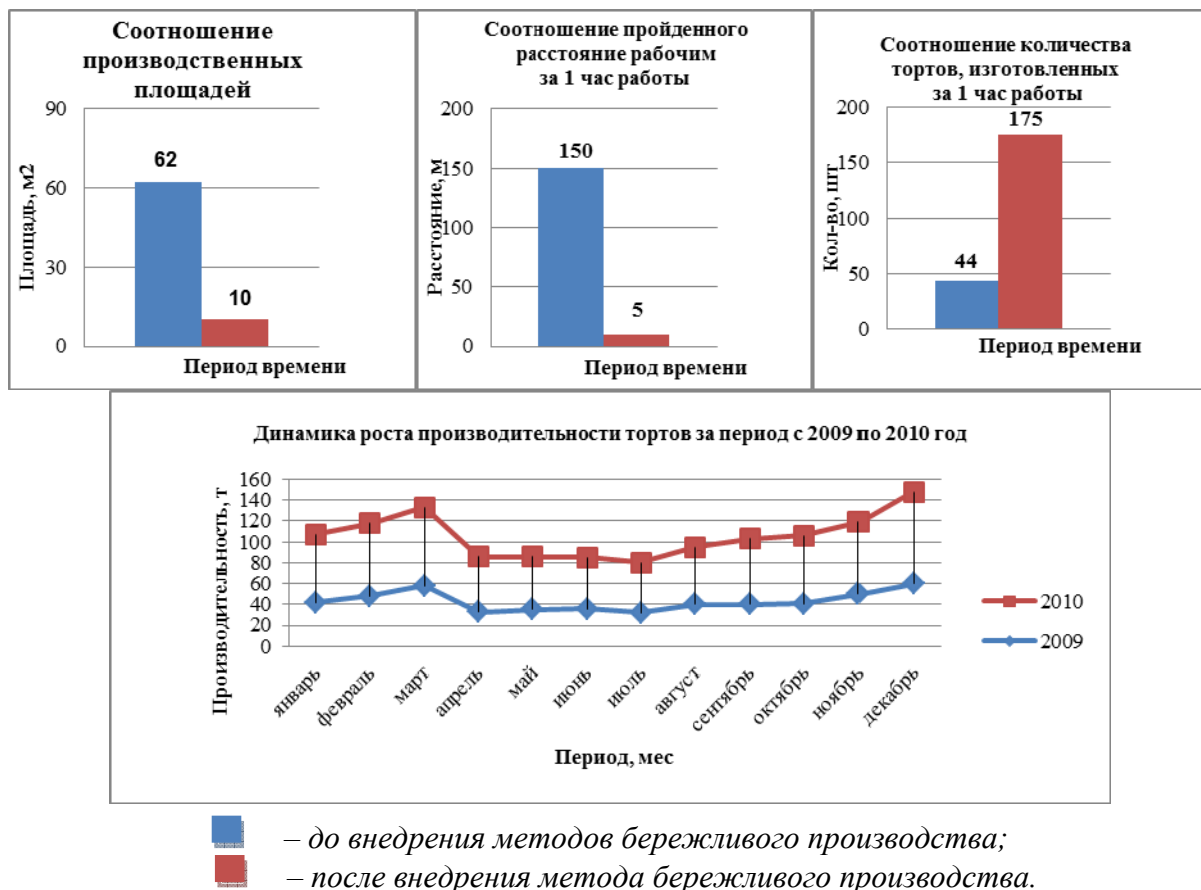 Соотношение
производственных
площадей
90
60
30
0
62
10
Площадь, м2
Период времени
Соотношение пройденного
расстояние рабочим
за 1 час работы
200
150
100
50
0
150
5
Расстояние, м
Период времени
Соотношение количества
тортов, изготовленных
за 1 час работы
200
150
100
50
0
44
175
Кол-во, шт
Период времени
Динамика роста производительности тортов за период с 2009 по 2010 год
Производительность, т
160
140
120
100
80
60
40
20
0
январь
февраль
март
апрель
май
июнь
июль
август
сентябрь
октябрь
ноябрь
декабрь
Период, мес
2010
2009
– до внедрения методов бережливого производства;
– после внедрения метода бережливого производства.